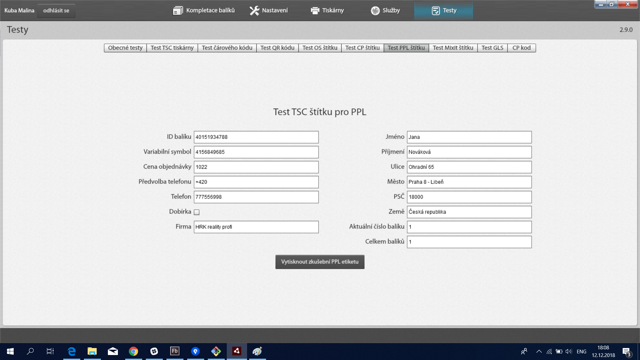 Kuba Malina
odhlásit se
Kompletace balíků
Nastavení
Tiskárny
Služby
Testy
Testy
2.9.0
Obecné testy
Test TSC tiskárny
Test čárového kódu
Test QR kódu
Test OS štítku
Test CP štítku
Test PPL štítku
Test Mixit štítku
Test GLS
CP kod
Test TSC štítku pro PPL
ID balíku 40151934788
Variabilní symbol 4156849685
Cena objednávky 1022
Předvolba telefonu +420
Telefon 777556988
Dobírka
Firma HRK reality profi
Jméno Jana
Příjmení Nováková
Ulice Ohradní 65
Město Praha 8 - Libeň
PSČ 18000
Země Česká republika
Aktuální číslo balíku 1
Celkem balíků 1
Vytisknout zkušební PPL etiketu
ENG
18:08
12.12.2018